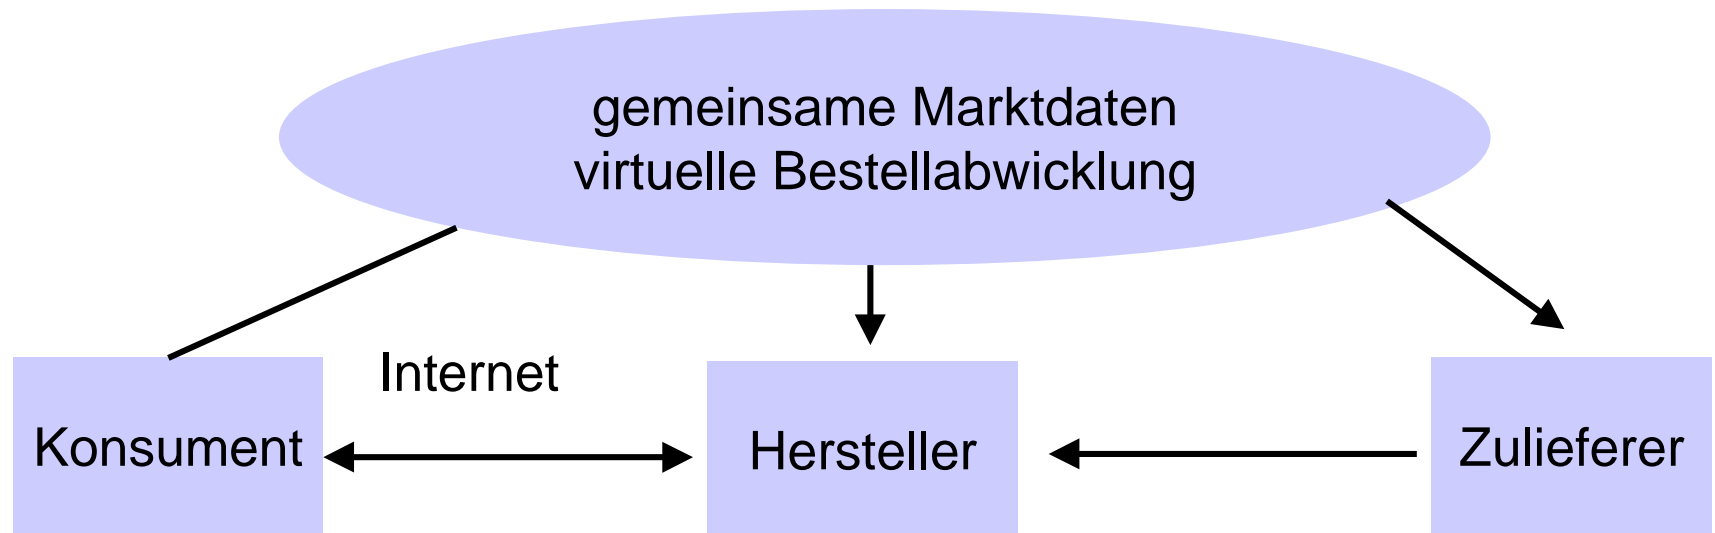 gemeinsame Marktdaten
virtuelle Bestellabwicklung
Internet
Konsument
Hersteller
Zulieferer